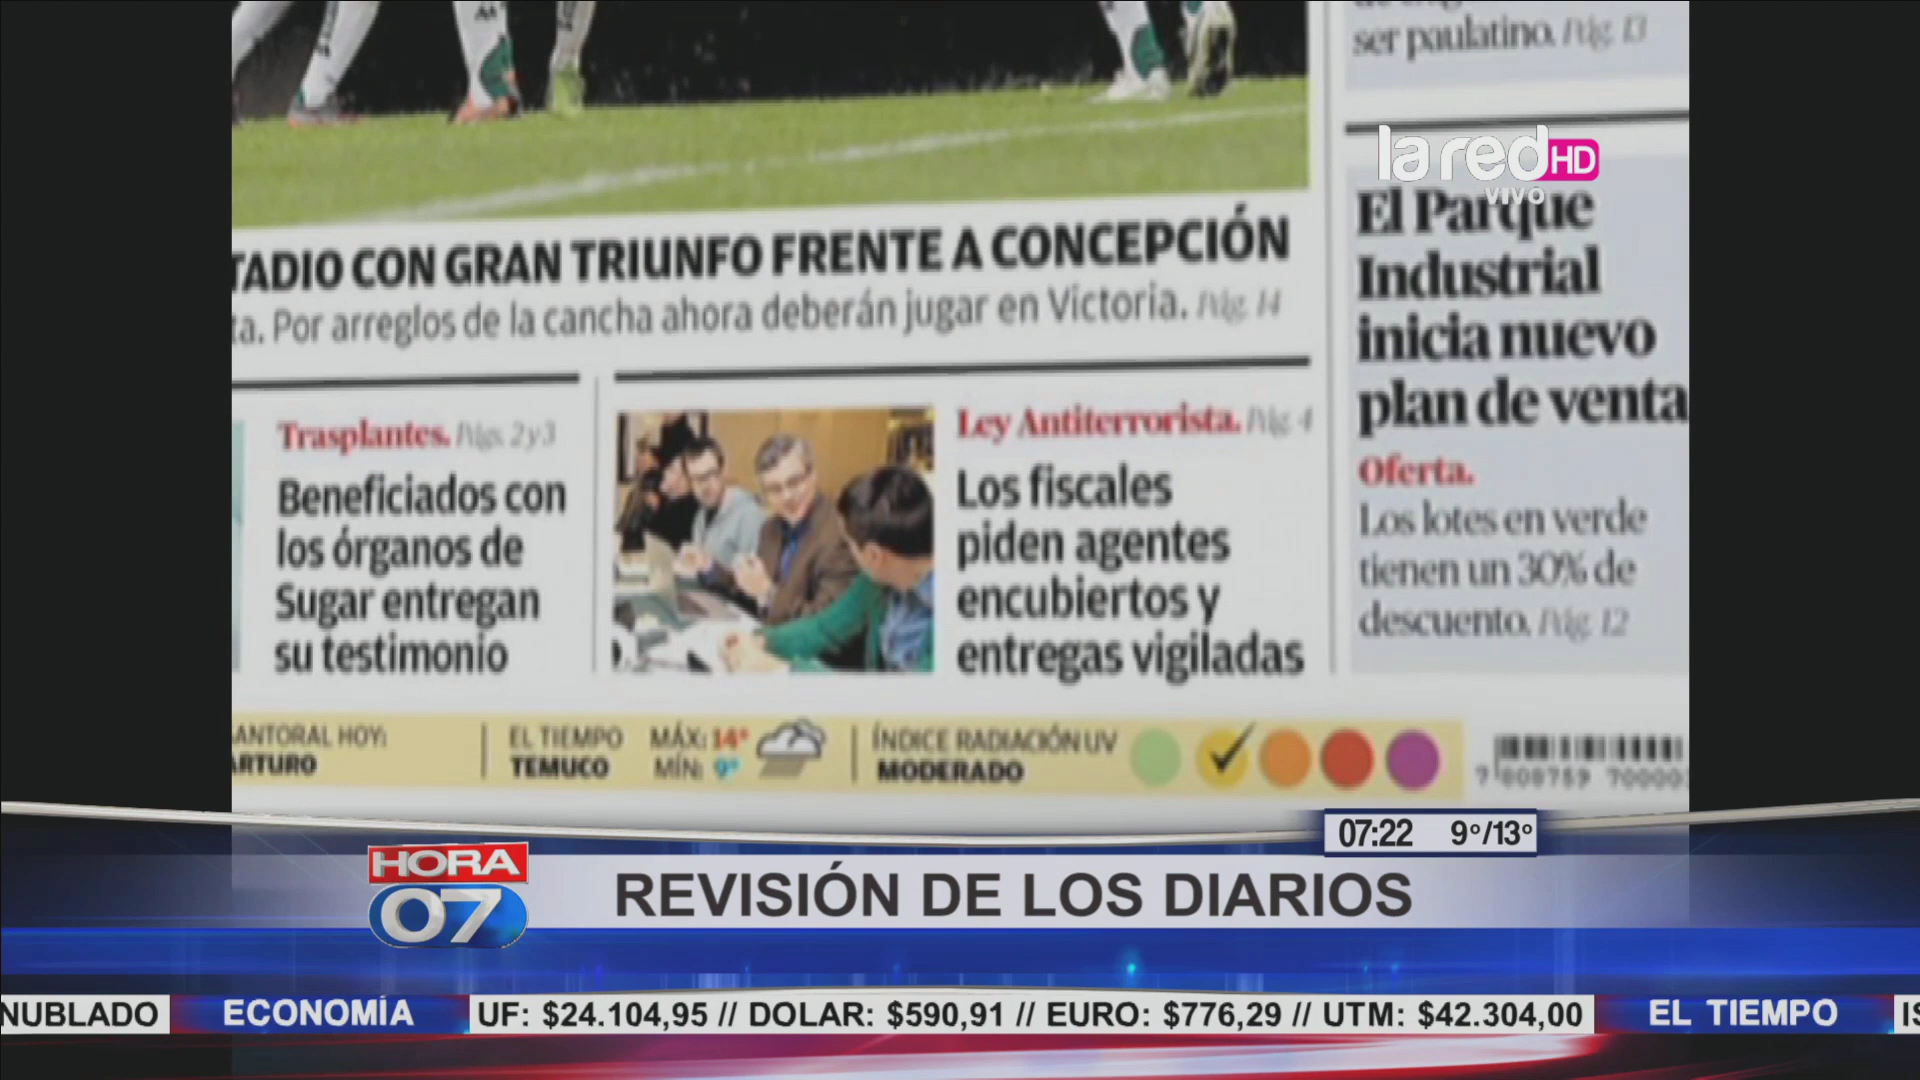 ser paulatino. Pág. 13
la red HD
VIVO
TADIO CON GRAN TRIUNFO FRENTE A CONCEPCIÓN
ta. Por arreglos de la cancha ahora deberán jugar en Victoria. Pág. 14
El Parque
Industrial
inicia nuevo
plan de venta
Oferta.
Los lotes en verde
tienen un 30% de
descuento. Pág. 12
Trasplantes. Págs. 2 y 3
Beneficiados con
los órganos de
Sugar entregan
su testimonio
Ley Antiterrorista. Pág. 4
Los fiscales
piden agentes
encubiertos y
entregas vigiladas
ANTORAL HOY:
ARTURO
EL TIEMPO
TEMUCO
MÁX: 14°
MÍN: 9°
ÍNDICE RADIACIÓN UV
MODERADO
7 808759 70000
07:22 9°/13°
HORA
07
REVISIÓN DE LOS DIARIOS
NUBLADO ECONOMÍA UF: $24.104,95 // DOLAR: $590,91 // EURO: $776,29 // UTM: $42.304,00 EL TIEMPO IS